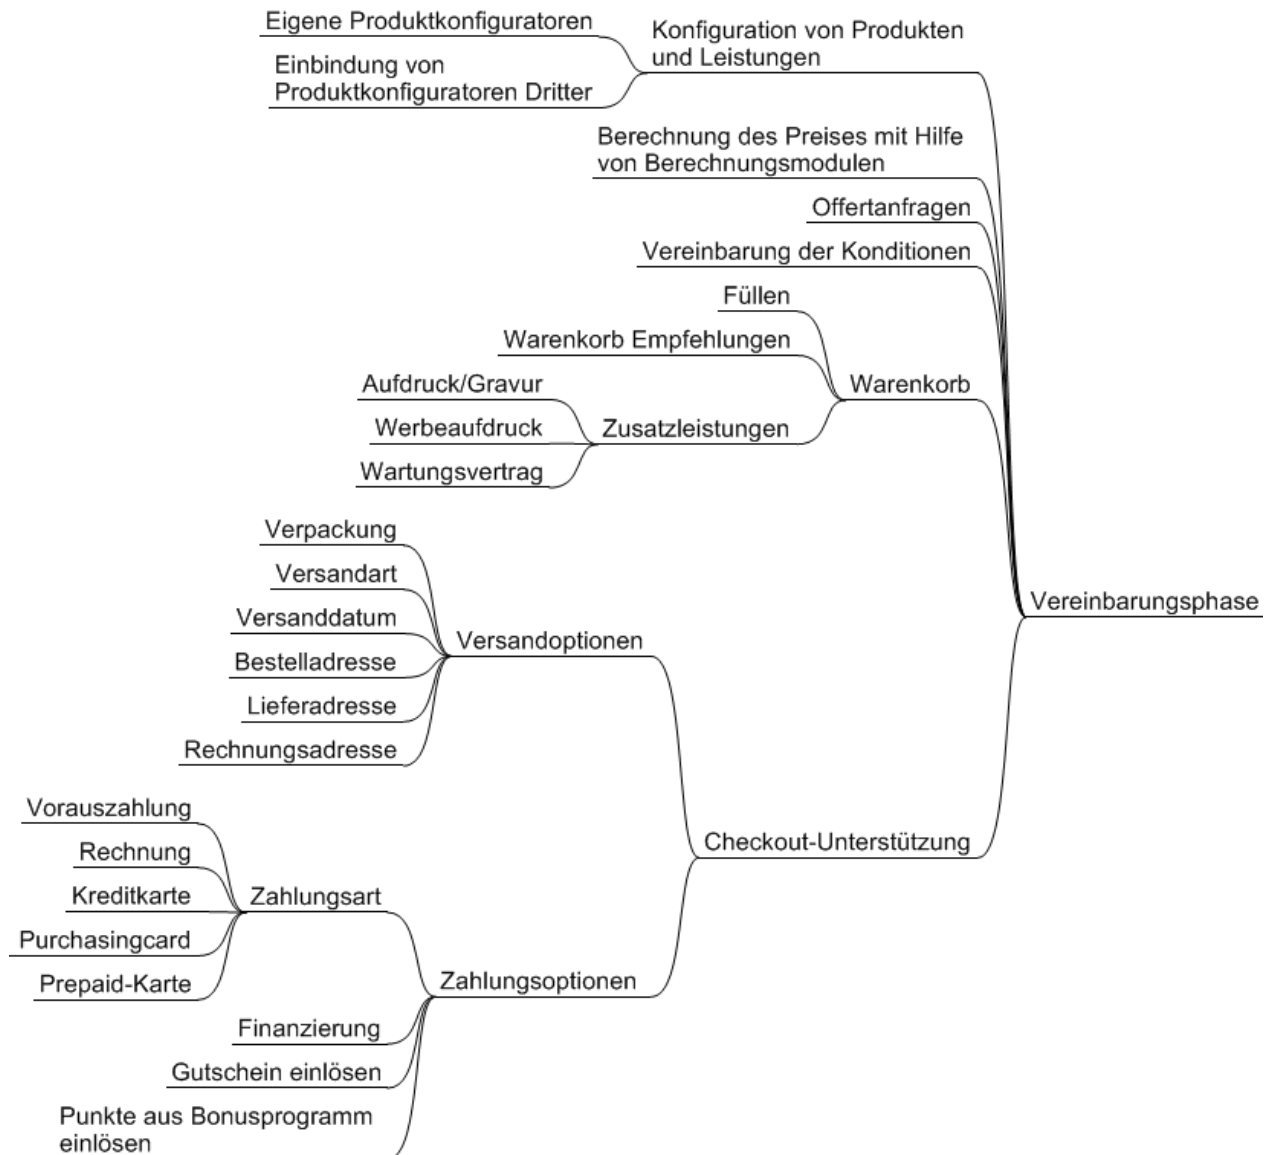 Eigene Produktkonfiguratoren
Konfiguration von Produkten
und Leistungen
Einbindung von
Produktkonfiguratoren Dritter
Berechnung des Preises mit Hilfe
von Berechnungsmodulen
Offertanfragen
Vereinbarung der Konditionen
Füllen
Warenkorb Empfehlungen
Warenkorb
Aufdruck/Gravur
Werbeaufdruck
Zusatzleistungen
Wartungsvertrag
Verpackung
Versandart
Versanddatum
Versandoptionen
Bestelladresse
Lieferadresse
Rechnungsadresse
Vereinbarungsphase
Vorauszahlung
Rechnung
Kreditkarte
Zahlungsart
Purchasingcard
Prepaid-Karte
Checkout-Unterstützung
Zahlungsoptionen
Finanzierung
Gutschein einlösen
Punkte aus Bonusprogramm
einlösen